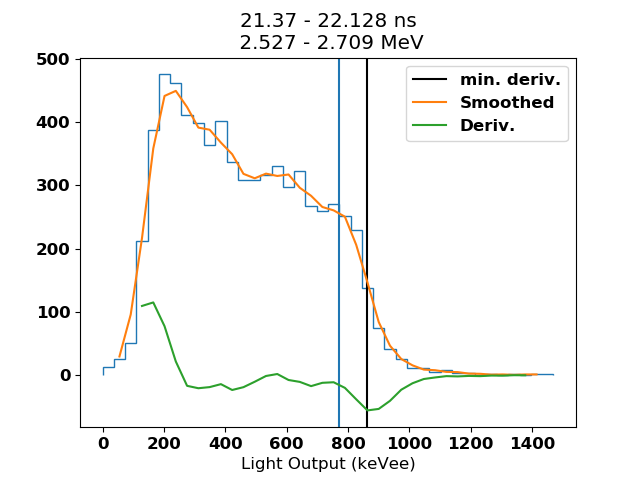 21.37 - 22.128 ns
2.527 - 2.709 MeV
min. deriv.
Smoothed
Deriv.
500
400
300
200
100
0
0 200 400 600 800 1000 1200 1400
Light Output (keVee)